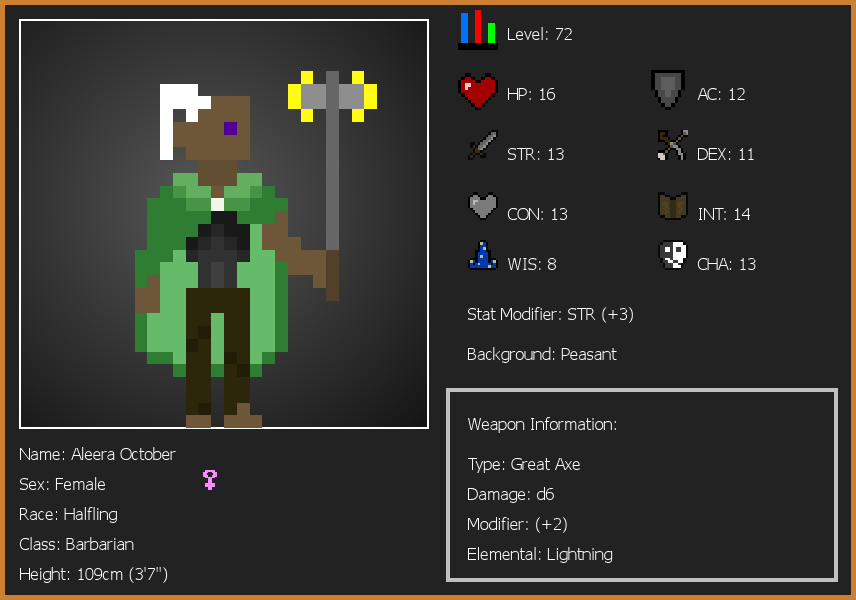 Level: 72
HP: 16
AC: 12
STR: 13
DEX: 11
CON: 13
INT: 14
WIS: 8
CHA: 13
Stat Modifier: STR (+3)
Background: Peasant
Weapon Information:
Type: Great Axe
Damage: d6
Modifier: (+2)
Elemental: Lightning
Name: Aleera October
Sex: Female
Race: Halfling
Class: Barbarian
Height: 109cm (3'7")